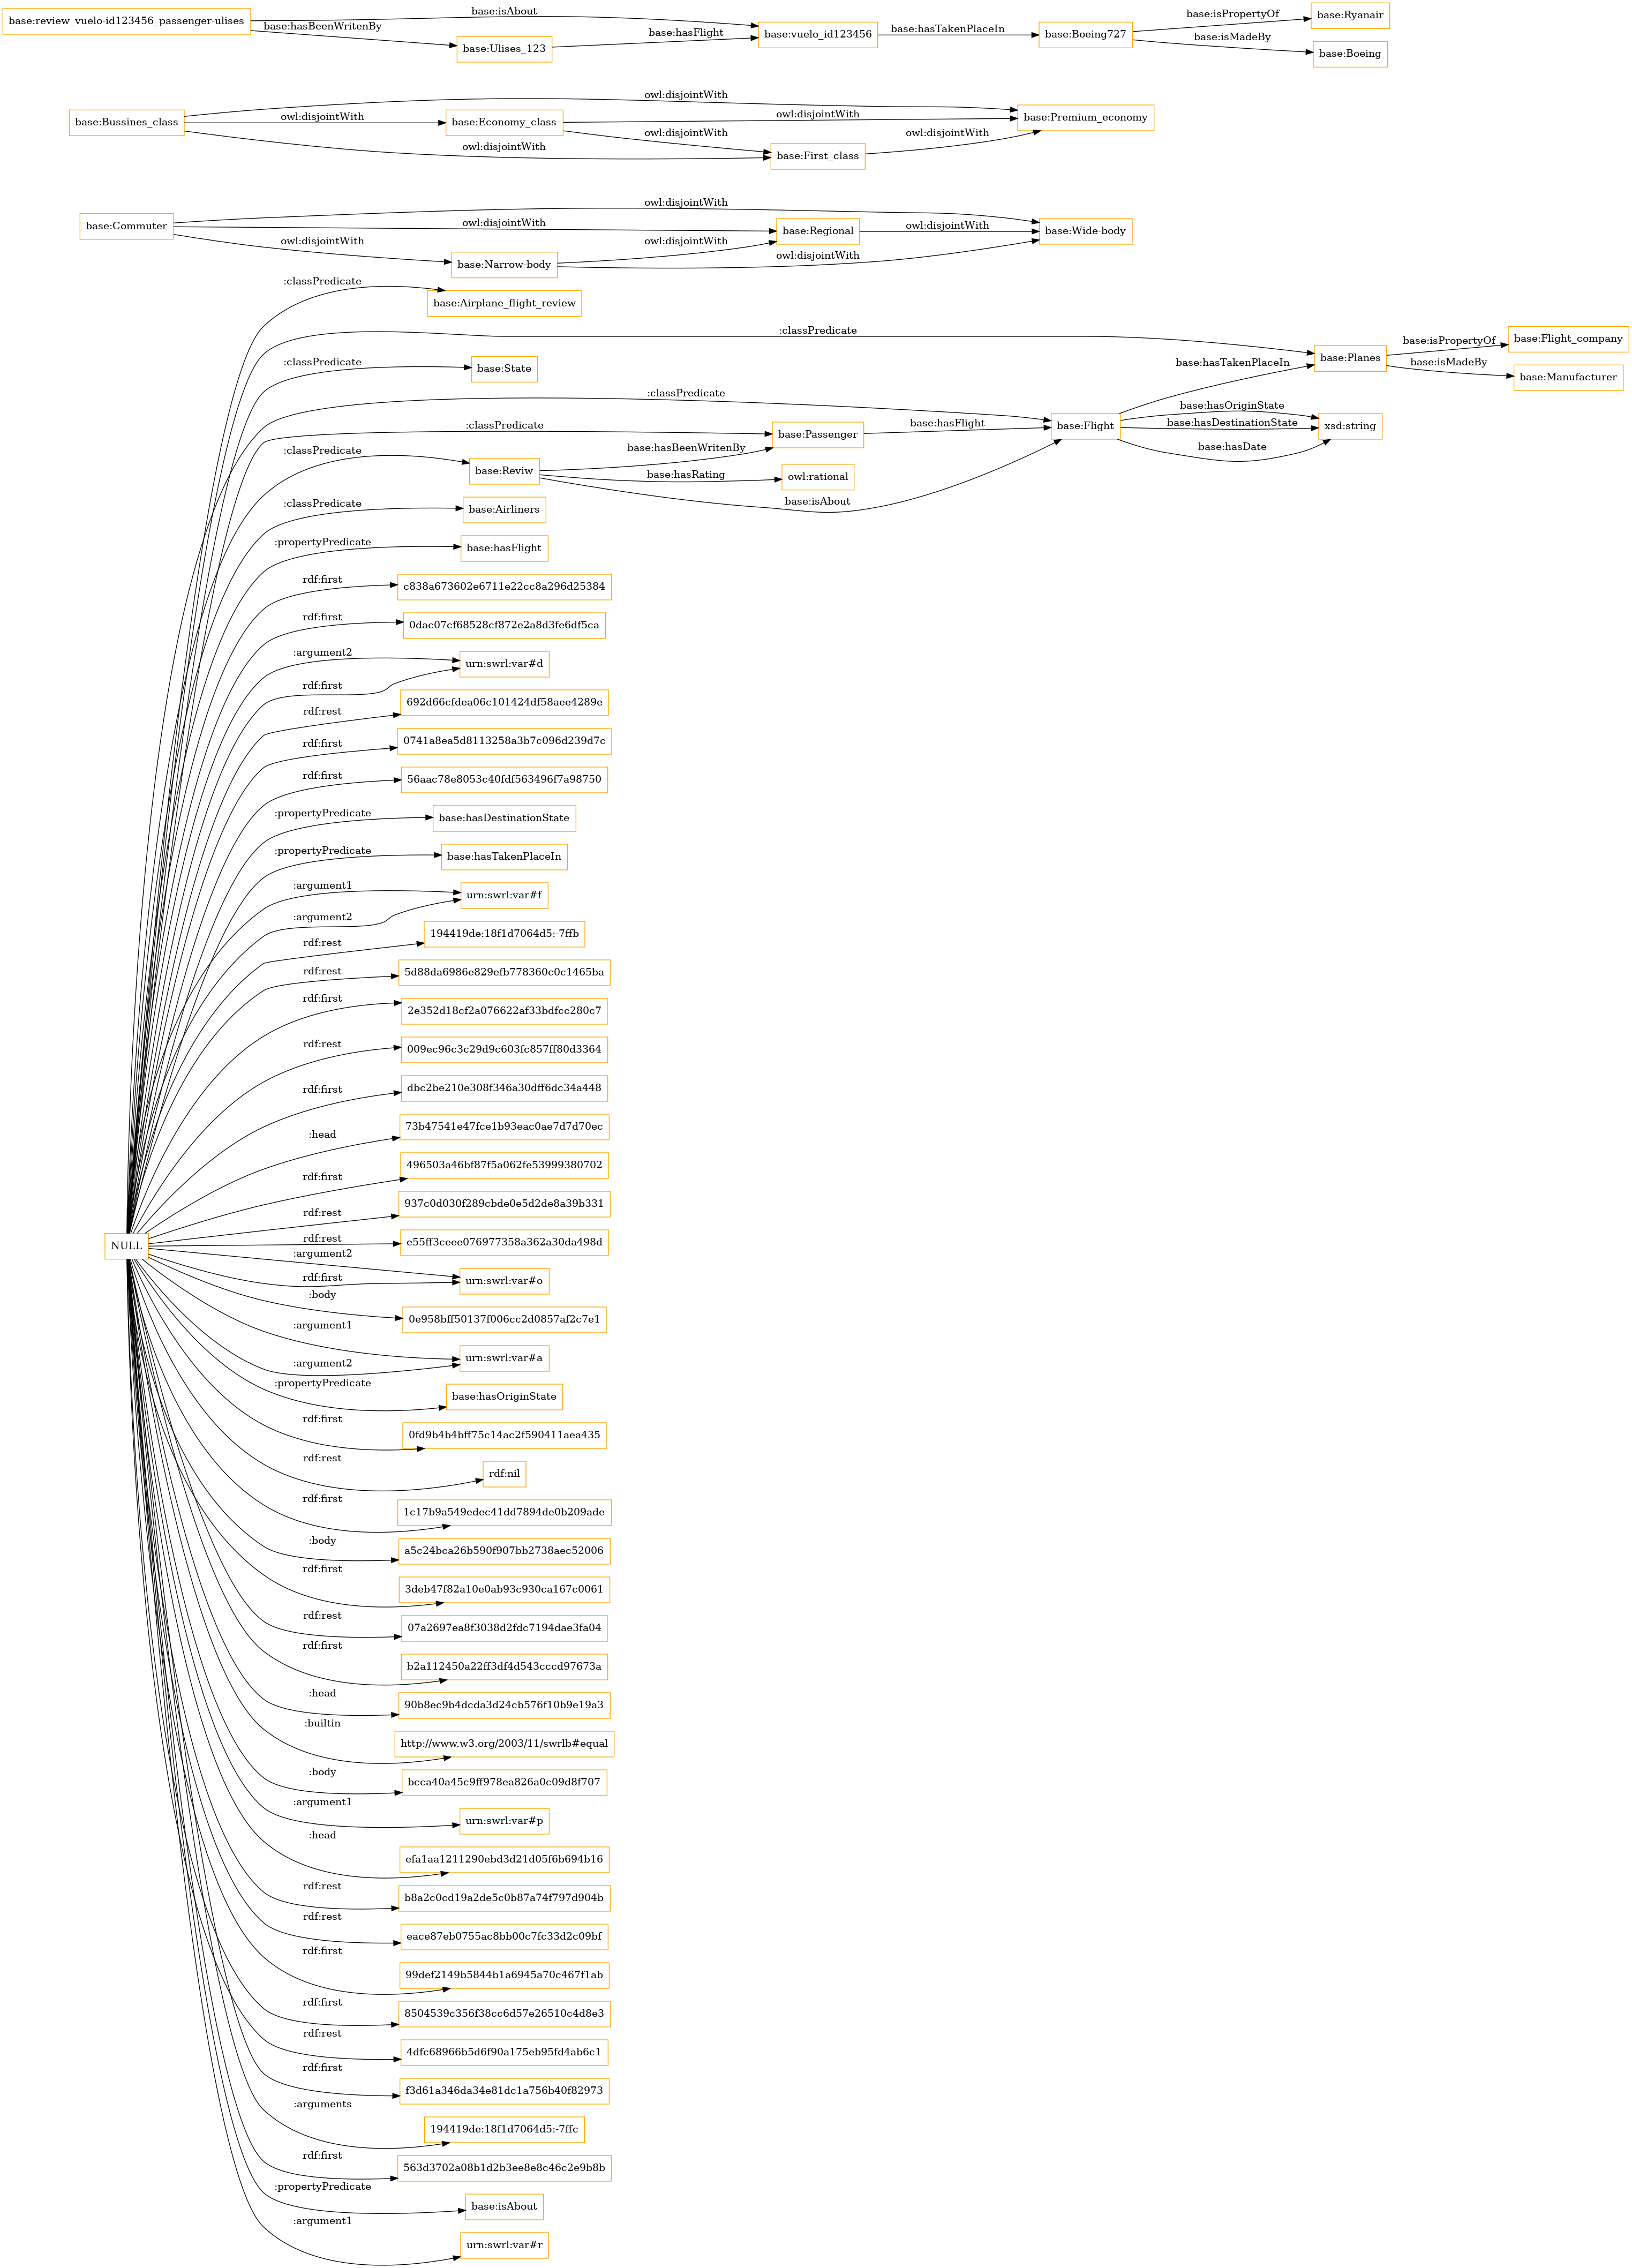 base:review_vuelo-id123456_passenger-ulises
base:isAbout
base:hasBeenWritenBy
base:Ulises_123
base:hasFlight
base:vuelo_id123456
base:hasTakenPlaceIn
base:Boeing727
base:isPropertyOf
base:Ryanair
base:isMadeBy
base:Boeing
base:Bussines_class
owl:disjointWith
owl:disjointWith
owl:disjointWith
base:Economy_class
owl:disjointWith
owl:disjointWith
base:First_class
owl:disjointWith
base:Premium_economy
base:Commuter
owl:disjointWith
owl:disjointWith
owl:disjointWith
base:Narrow-body
owl:disjointWith
owl:disjointWith
base:Regional
owl:disjointWith
base:Wide-body
:classPredicate
base:Airplane_flight_review
:classPredicate
base:Planes
base:isPropertyOf
base:Flight_company
base:isMadeBy
base:Manufacturer
:classPredicate
base:State
:classPredicate
base:Flight
base:hasTakenPlaceIn
base:hasOriginState
base:hasDestinationState
base:hasDate
xsd:string
:classPredicate
base:Passenger
base:hasFlight
:classPredicate
base:Reviw
base:hasBeenWritenBy
base:hasRating
owl:rational
base:isAbout
:classPredicate
base:Airliners
:propertyPredicate
base:hasFlight
rdf:first
c838a673602e6711e22cc8a296d25384
rdf:first
0dac07cf68528cf872e2a8d3fe6df5ca
:argument2
rdf:first
urn:swrl:var#d
rdf:rest
692d66cfdea06c101424df58aee4289e
rdf:first
0741a8ea5d8113258a3b7c096d239d7c
rdf:first
56aac78e8053c40fdf563496f7a98750
:propertyPredicate
base:hasDestinationState
:propertyPredicate
base:hasTakenPlaceIn
:argument1
:argument2
urn:swrl:var#f
rdf:rest
194419de:18f1d7064d5:-7ffb
rdf:rest
5d88da6986e829efb778360c0c1465ba
rdf:first
2e352d18cf2a076622af33bdfcc280c7
rdf:rest
009ec96c3c29d9c603fc857ff80d3364
rdf:first
dbc2be210e308f346a30dff6dc34a448
:head
73b47541e47fce1b93eac0ae7d7d70ec
rdf:first
496503a46bf87f5a062fe53999380702
rdf:rest
937c0d030f289cbde0e5d2de8a39b331
NULL
rdf:rest
e55ff3ceee076977358a362a30da498d
:argument2
rdf:first
urn:swrl:var#o
:body
0e958bff50137f006cc2d0857af2c7e1
:argument1
:argument2
urn:swrl:var#a
:propertyPredicate
base:hasOriginState
rdf:first
0fd9b4b4bff75c14ac2f590411aea435
rdf:rest
rdf:nil
rdf:first
1c17b9a549edec41dd7894de0b209ade
:body
a5c24bca26b590f907bb2738aec52006
rdf:first
3deb47f82a10e0ab93c930ca167c0061
rdf:rest
07a2697ea8f3038d2fdc7194dae3fa04
rdf:first
b2a112450a22ff3df4d543cccd97673a
:head
90b8ec9b4dcda3d24cb576f10b9e19a3
:builtin
http://www.w3.org/2003/11/swrlb#equal
:body
bcca40a45c9ff978ea826a0c09d8f707
:argument1
urn:swrl:var#p
:head
efa1aa1211290ebd3d21d05f6b694b16
rdf:rest
b8a2c0cd19a2de5c0b87a74f797d904b
rdf:rest
eace87eb0755ac8bb00c7fc33d2c09bf
rdf:first
99def2149b5844b1a6945a70c467f1ab
rdf:first
8504539c356f38cc6d57e26510c4d8e3
rdf:rest
4dfc68966b5d6f90a175eb95fd4ab6c1
rdf:first
f3d61a346da34e81dc1a756b40f82973
:arguments
194419de:18f1d7064d5:-7ffc
rdf:first
563d3702a08b1d2b3ee8e8c46c2e9b8b
:propertyPredicate
base:isAbout
:argument1
urn:swrl:var#r